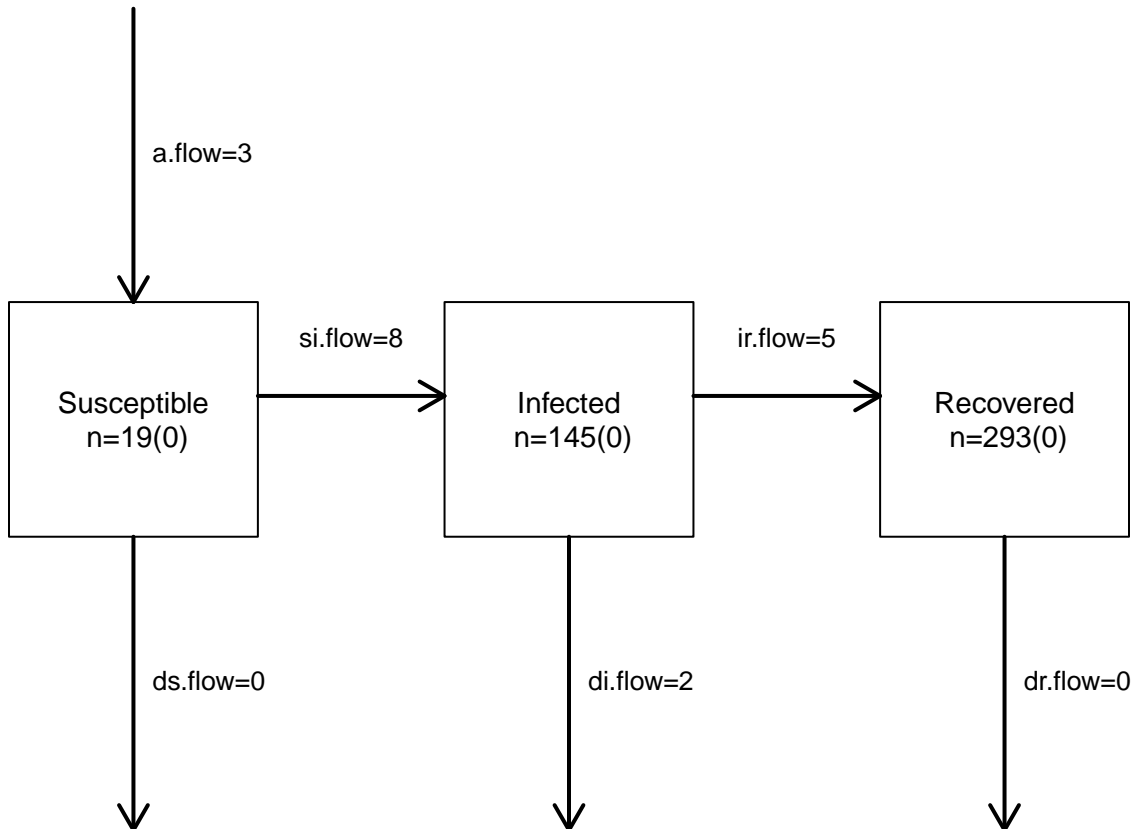 a.flow=3
si.flow=8
ir.flow=5
Susceptible
n=19(0)
Infected
n=145(0)
Recovered
n=293(0)
ds.flow=0
di.flow=2
dr.flow=0